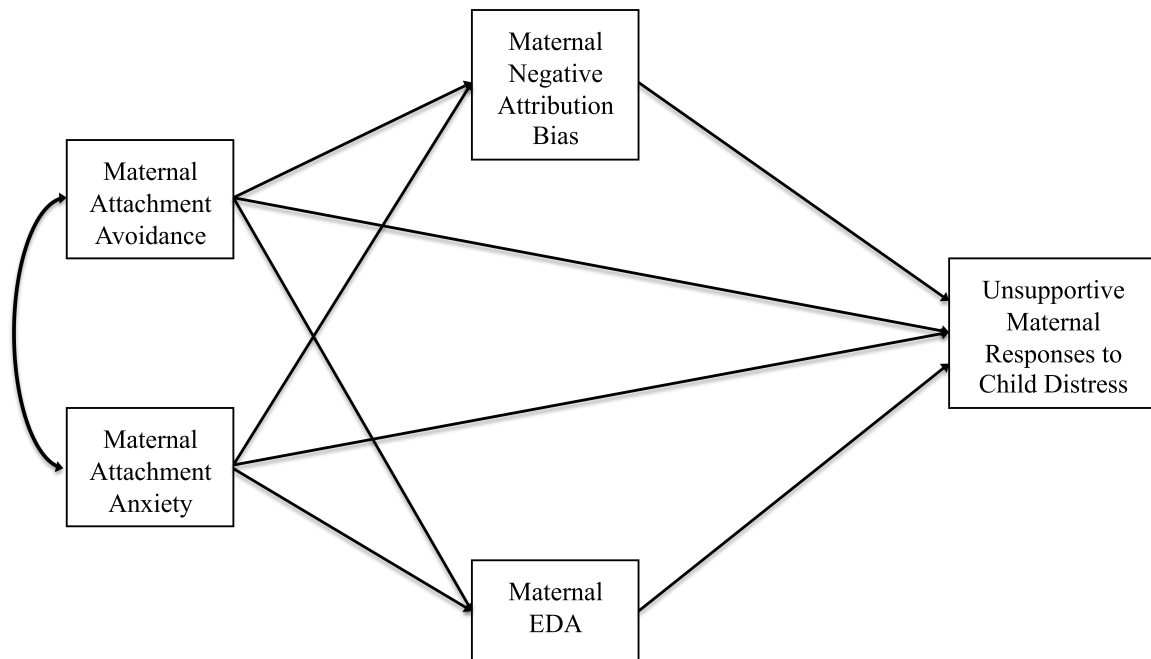 Maternal
Negative
Attribution
Bias
Maternal
Attachment
Avoidance
Unsupportive
Maternal
Responses to
Child Distress
Maternal
Attachment
Anxiety
Maternal
EDA